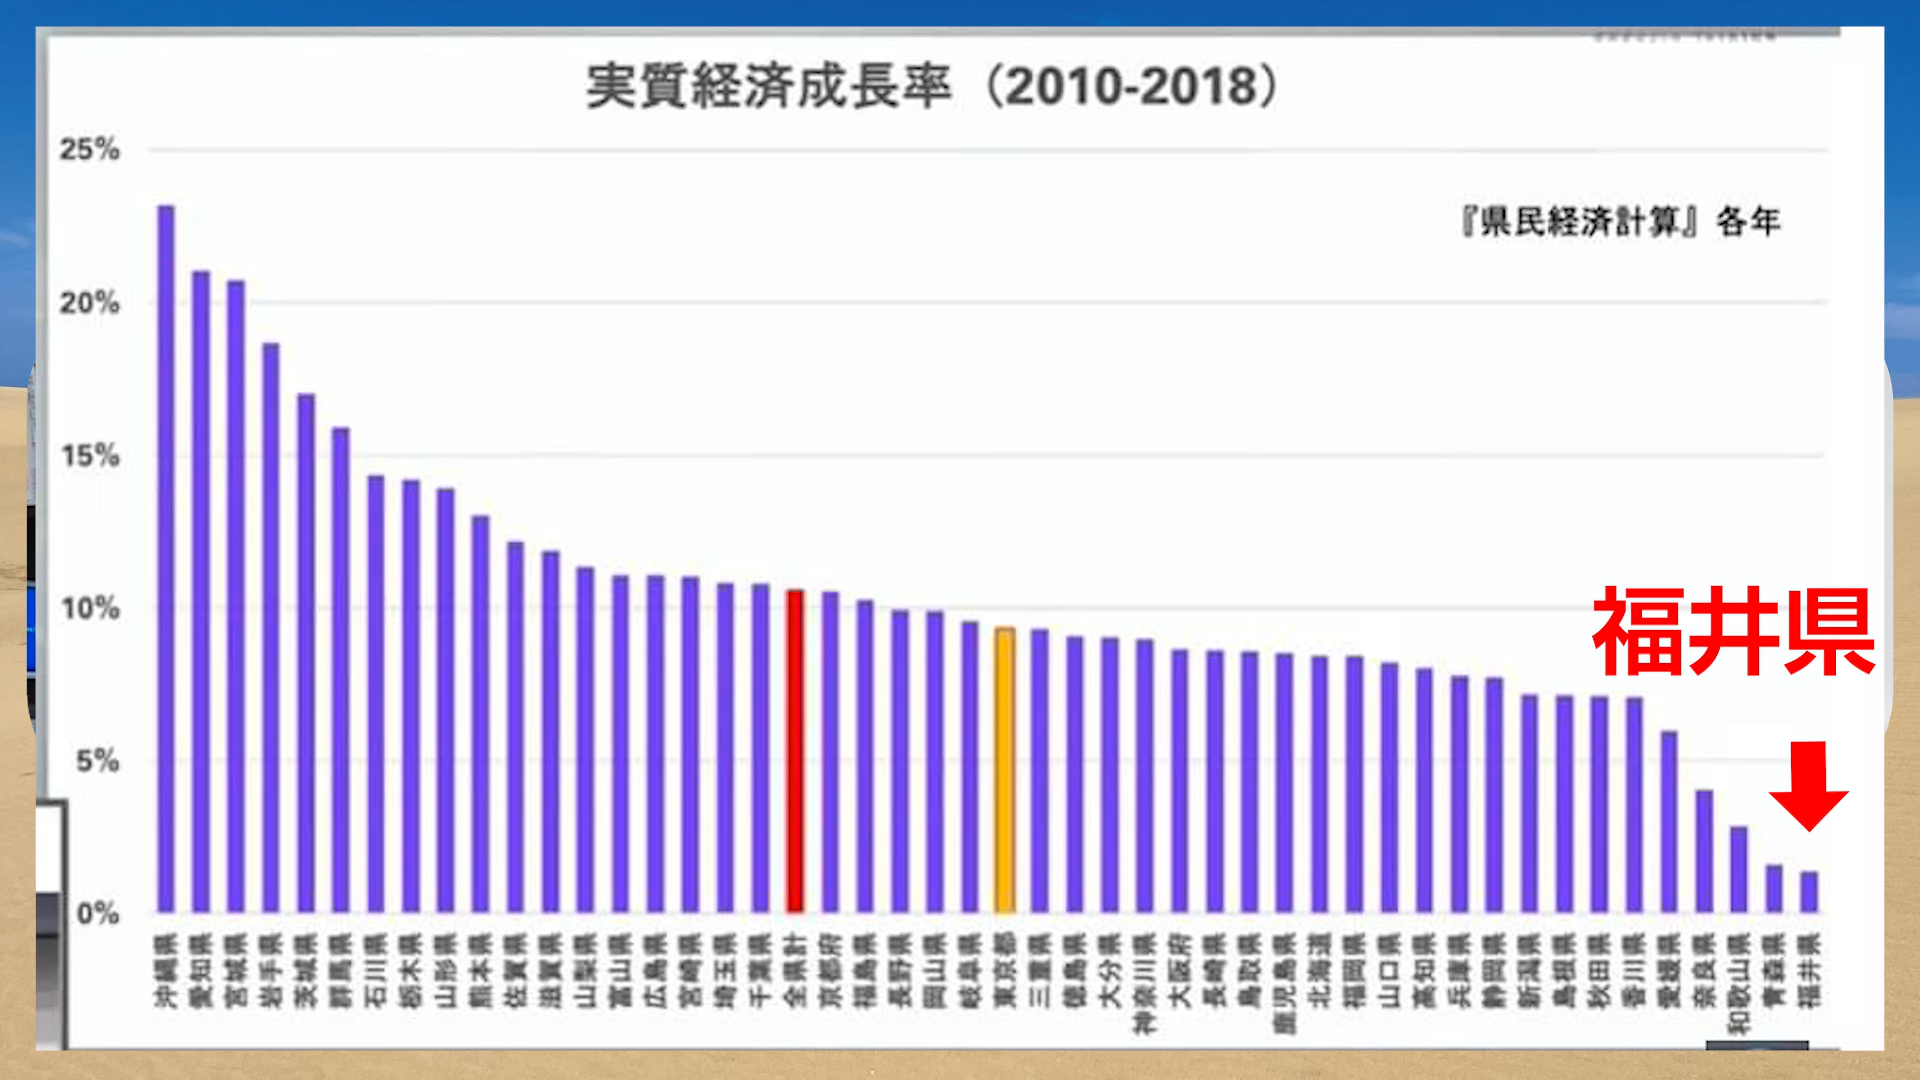 実質経済成長率（2010-2018）
『県民経済計算』各年
25%
20%
15%
10%
5%
0%
福井県
沖縄県
愛知県
宮城県
岩手県
茨城県
群馬県
石川県
栃木県
山形県
熊本県
佐賀県
滋賀県
山梨県
富山県
広島県
宮崎県
埼玉県
千葉県
全県計
京都府
福島県
長野県
岡山県
岐阜県
東京都
三重県
徳島県
大分県
神奈川県
大阪府
長崎県
鳥取県
鹿児島県
北海道
福岡県
山口県
高知県
兵庫県
静岡県
新潟県
島根県
秋田県
香川県
愛媛県
奈良県
和歌山県
青森県
福井県